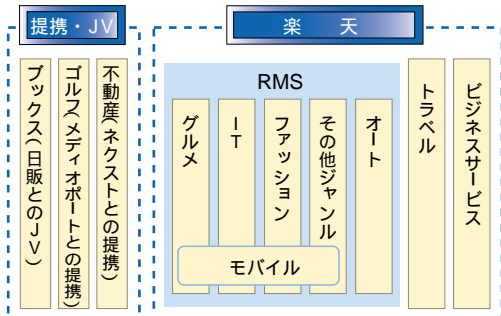 提携・JV
楽 天
ブックス(日販とのJV)
ゴルフ(メディオポートとの提携)
不動産(ネクストとの提携)
RMS
グルメ
IT
ファッション
その他ジャンル
オート
モバイル
トラベル
ビジネスサービス